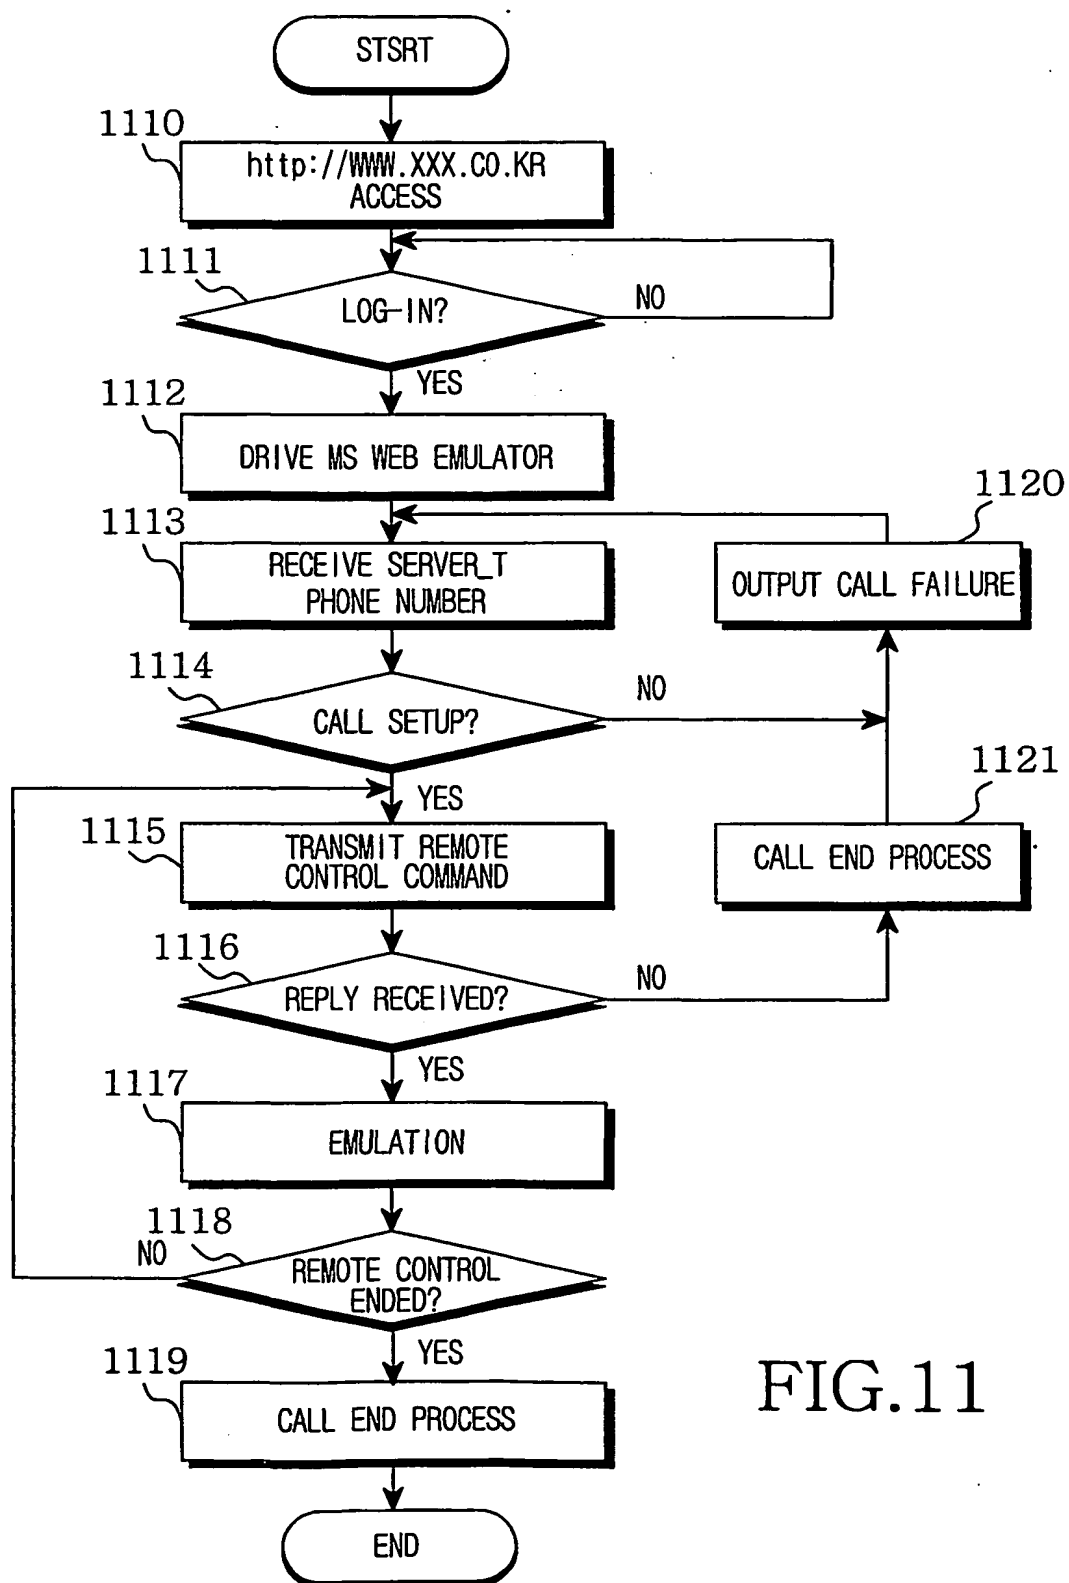 STSRT
1110
http://WWW.XXX.CO.KR
ACCESS
1111
LOG-IN?
NO
YES
1112
DRIVE MS WEB EMULATOR
1113
RECEIVE SERVER_T
PHONE NUMBER
1120
OUTPUT CALL FAILURE
1114
CALL SETUP?
NO
YES
1115
TRANSMIT REMOTE
CONTROL COMMAND
1121
CALL END PROCESS
1116
REPLY RECEIVED?
NO
YES
1117
EMULATION
1118
NO
REMOTE CONTROL
ENDED?
YES
1119
CALL END PROCESS
END
FIG.11